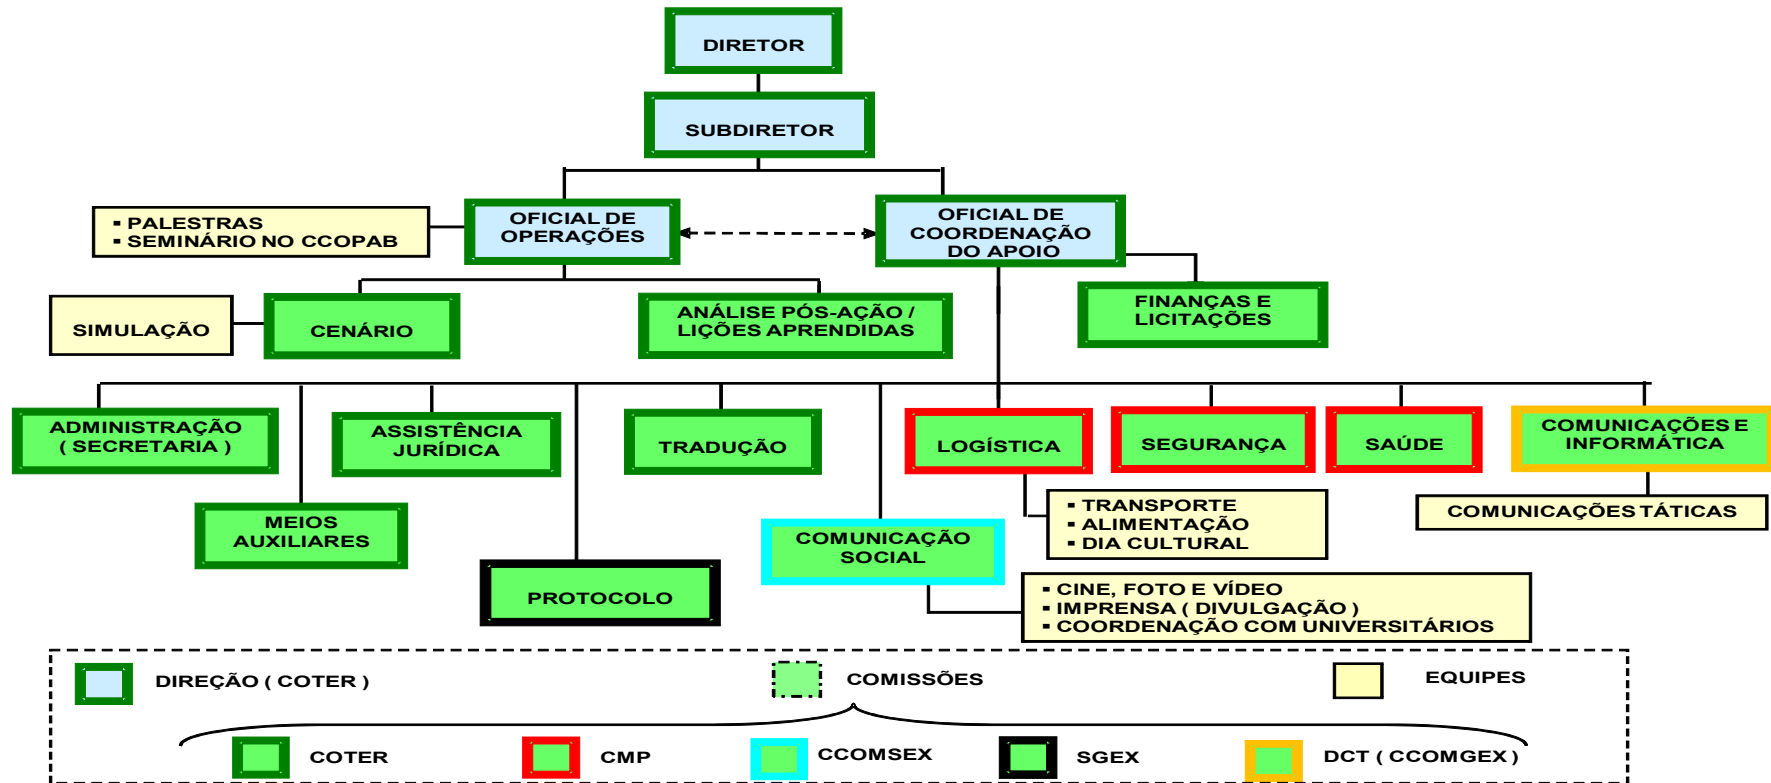 DIRETOR
SUBDIRETOR
▪ PALESTRAS
▪ SEMINÁRIO NO CCOPAB
OFICIAL DE
OPERAÇÕES
OFICIAL DE
COORDENAÇÃO
DO APOIO
SIMULAÇÃO
CENÁRIO
ANÁLISE PÓS-AÇÃO /
LIÇÕES APRENDIDAS
FINANÇAS E
LICITAÇÕES
ADMINISTRAÇÃO
( SECRETARIA )
ASSISTÊNCIA
JURÍDICA
TRADUÇÃO
LOGÍSTICA
SEGURANÇA
SAÚDE
COMUNICAÇÕES E
INFORMÁTICA
MEIOS
AUXILIARES
PROTOCOLO
COMUNICAÇÃO
SOCIAL
▪ TRANSPORTE
▪ ALIMENTAÇÃO
▪ DIA CULTURAL
COMUNICAÇÕES TÁTICAS
▪ CINE, FOTO E VÍDEO
▪ IMPRENSA ( DIVULGAÇÃO )
▪ COORDENAÇÃO COM UNIVERSITÁRIOS
DIREÇÃO ( COTER )
COMISSÕES
EQUIPES
COTER
CMP
CCOMSEX
SGEX
DCT ( CCOMGEX )